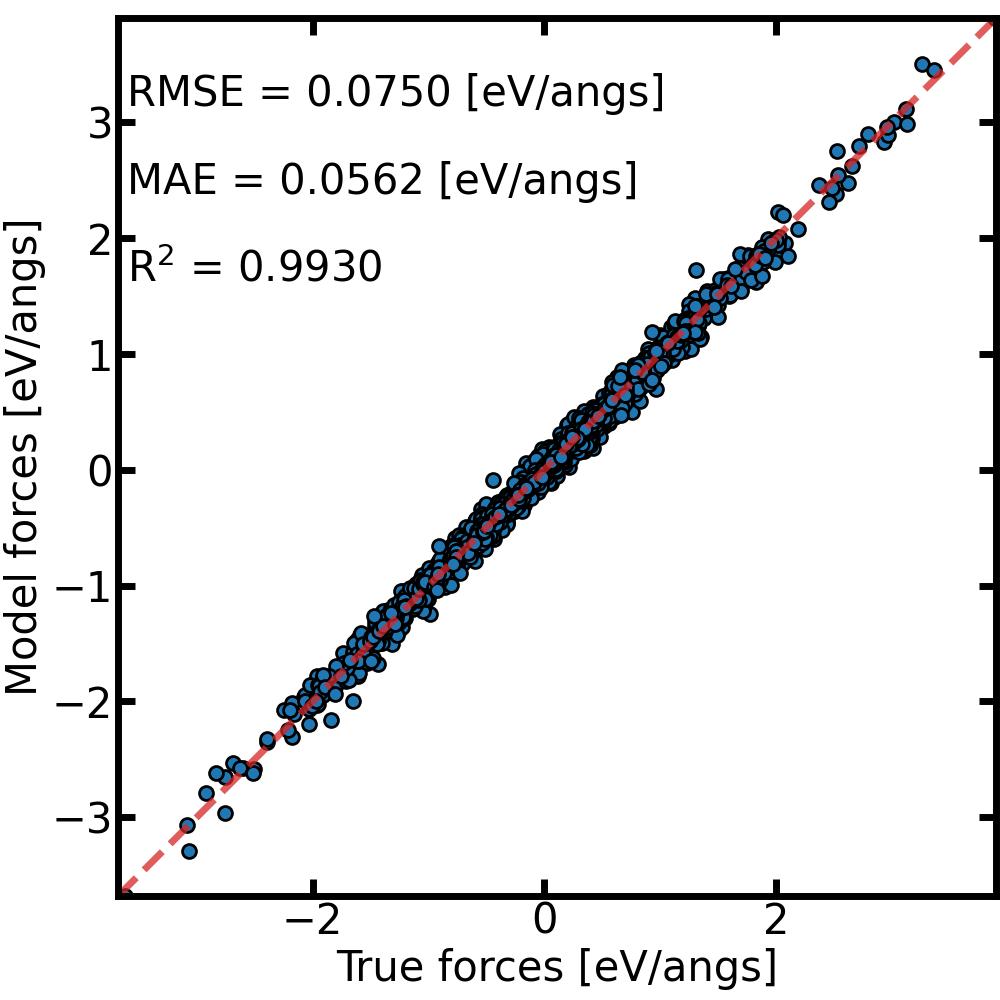 RMSE = 0.0750 [eV/angs]
MAE = 0.0562 [eV/angs]
R² = 0.9930
Model forces [eV/angs]
3
2
1
0
−1
−2
−3
−2 0 2
True forces [eV/angs]